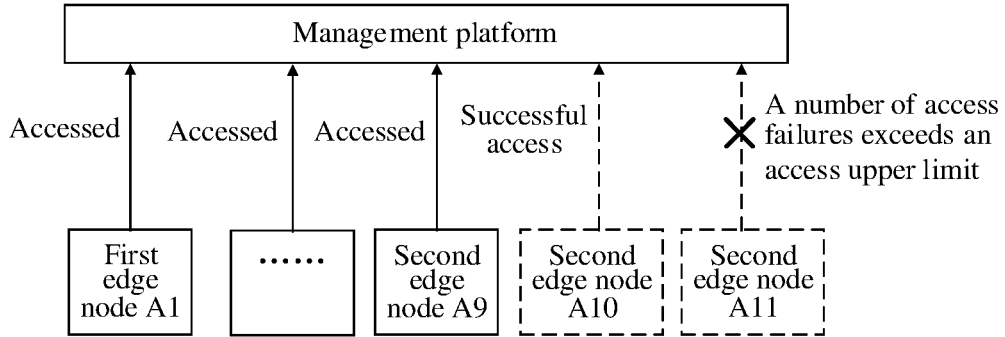 Management platform
Accessed
Accessed
Accessed
Successful
access
A number of access
failures exceeds an
access upper limit
First
edge
node A1
......
Second
edge
node A9
Second
edge node
A10
Second
edge node
A11